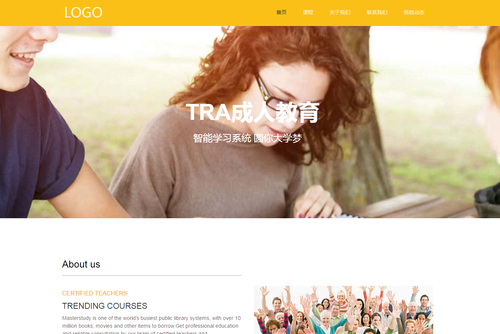 LOGO
首页 课程 关于我们 联系我们 新闻动态
TRA成人教育
智能学习系统 圆你大学梦
About us
CERTIFIED TEACHERS
TRENDING COURSES
Masterstudy is one of the world's busiest public library systems, with over 10
million books, movies and other items to borrow.Get professional education
and reliable consultation by our team of certified teachers and